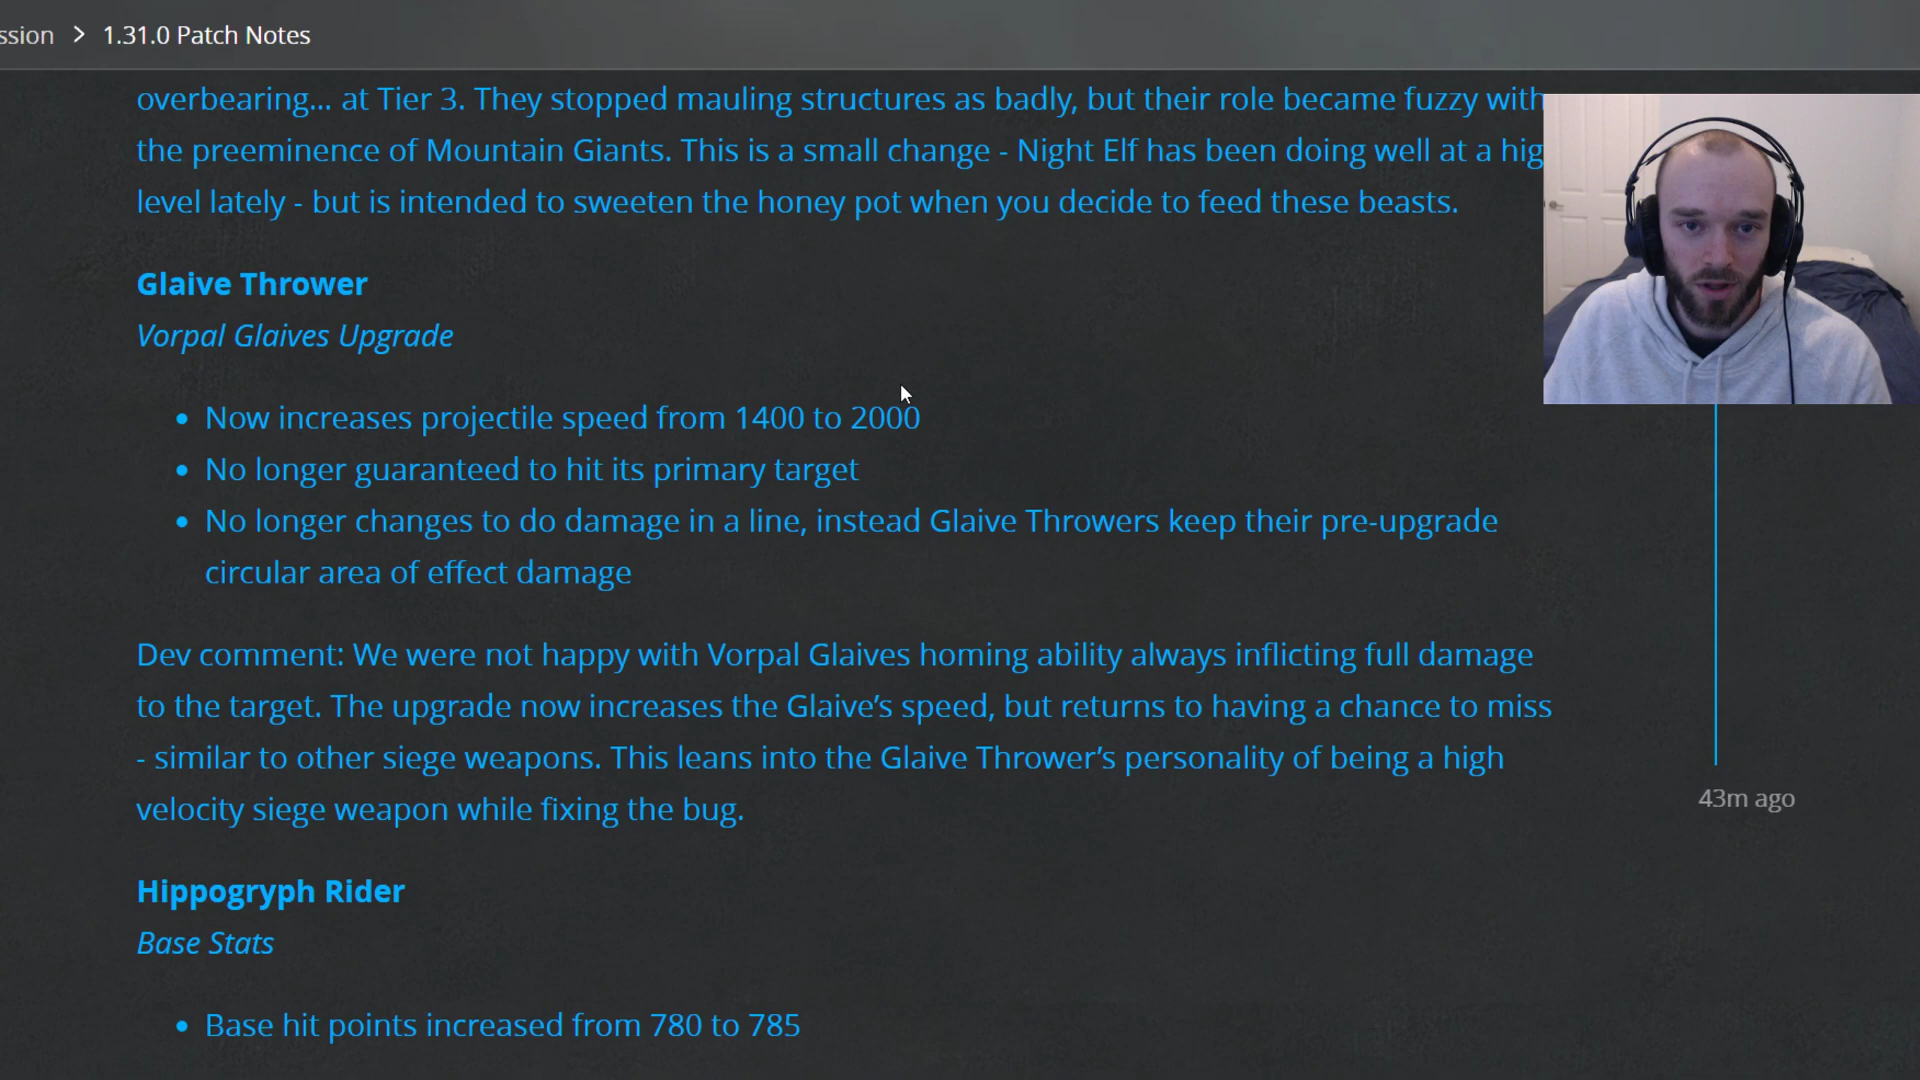 ssion > 1.31.0 Patch Notes
overbearing... at Tier 3. They stopped mauling structures as badly, but their role became fuzzy with
the preeminence of Mountain Giants. This is a small change - Night Elf has been doing well at a hig
level lately - but is intended to sweeten the honey pot when you decide to feed these beasts.
Glaive Thrower
Vorpal Glaives Upgrade
• Now increases projectile speed from 1400 to 2000
• No longer guaranteed to hit its primary target
• No longer changes to do damage in a line, instead Glaive Throwers keep their pre-upgrade
circular area of effect damage
Dev comment: We were not happy with Vorpal Glaives homing ability always inflicting full damage
to the target. The upgrade now increases the Glaive’s speed, but returns to having a chance to miss
- similar to other siege weapons. This leans into the Glaive Thrower’s personality of being a high
velocity siege weapon while fixing the bug.
43m ago
Hippogryph Rider
Base Stats
• Base hit points increased from 780 to 785